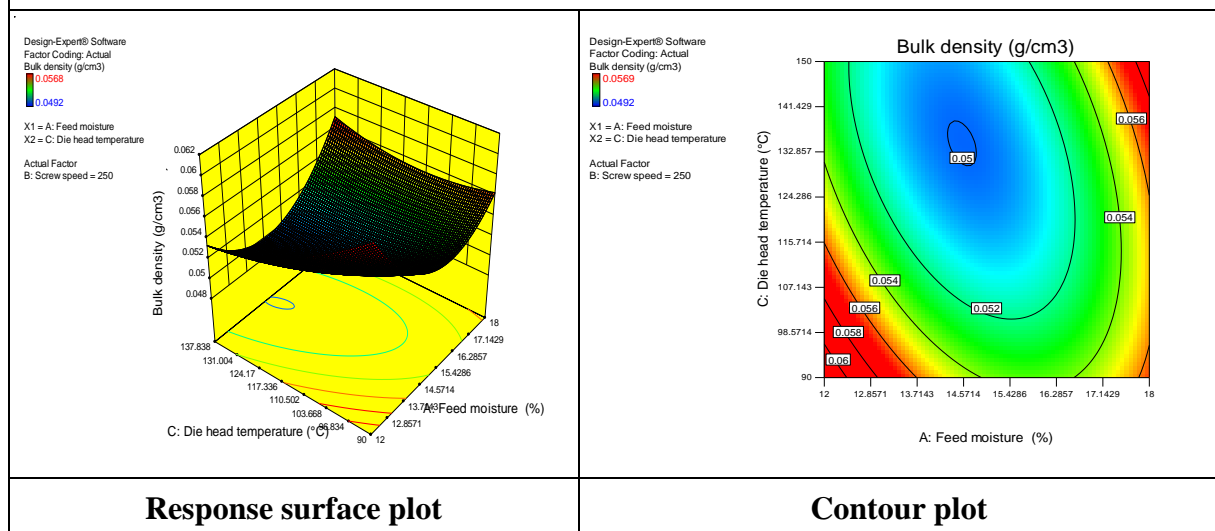 Design-Expert® Software
Factor Coding: Actual
Bulk density (g/cm3)
0.0568
0.0492
X1 = A: Feed moisture
X2 = C: Die head temperature
Actual Factor
B: Screw speed = 250
0.062
0.06
0.058
0.056
0.054
0.052
0.05
0.048
Bulk density (g/cm3)
137.838
131.004
124.17
117.336
110.502
103.668
96.834
90
C: Die head temperature (°C)
12
12.8571
13.7143
14.5714
15.4286
16.2857
17.1429
18
A: Feed moisture (%)
Response surface plot
Design-Expert® Software
Factor Coding: Actual
Bulk density (g/cm3)
0.0569
0.0492
X1 = A: Feed moisture
X2 = C: Die head temperature
Actual Factor
B: Screw speed = 250
Bulk density (g/cm3)
150
141.429
132.857
124.286
115.714
107.143
98.5714
90
C: Die head temperature (°C)
0.056
0.05
0.054
0.054
0.056
0.052
0.058
0.06
12
12.8571
13.7143
14.5714
15.4286
16.2857
17.1429
18
A: Feed moisture (%)
Contour plot